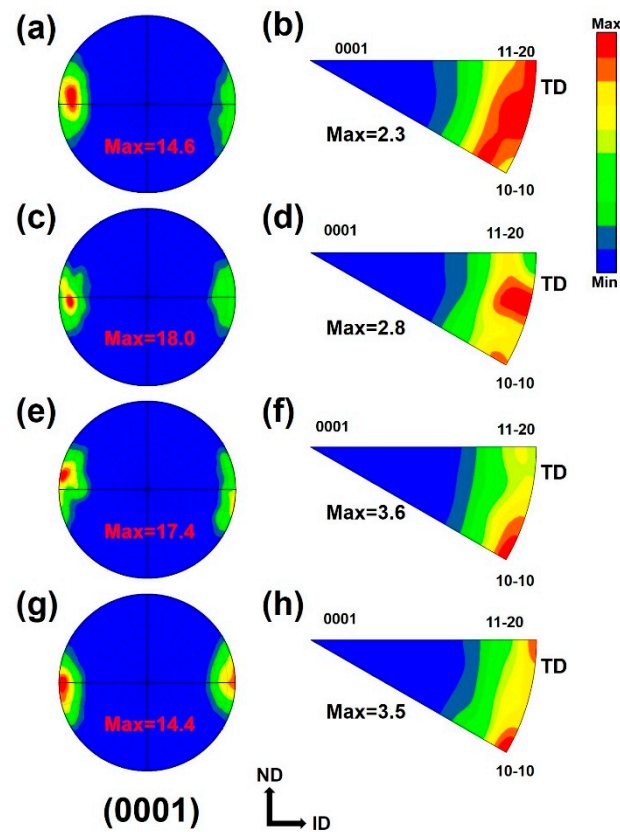 (a)
(b)
0001
11-20
Max
TD
Max=14.6
Max=2.3
10-10
(c)
(d)
0001
11-20
TD
Min
Max=18.0
Max=2.8
10-10
(e)
(f)
0001
11-20
TD
Max=17.4
Max=3.6
10-10
(g)
(h)
0001
11-20
TD
Max=14.4
Max=3.5
10-10
(0001)
ND
ID